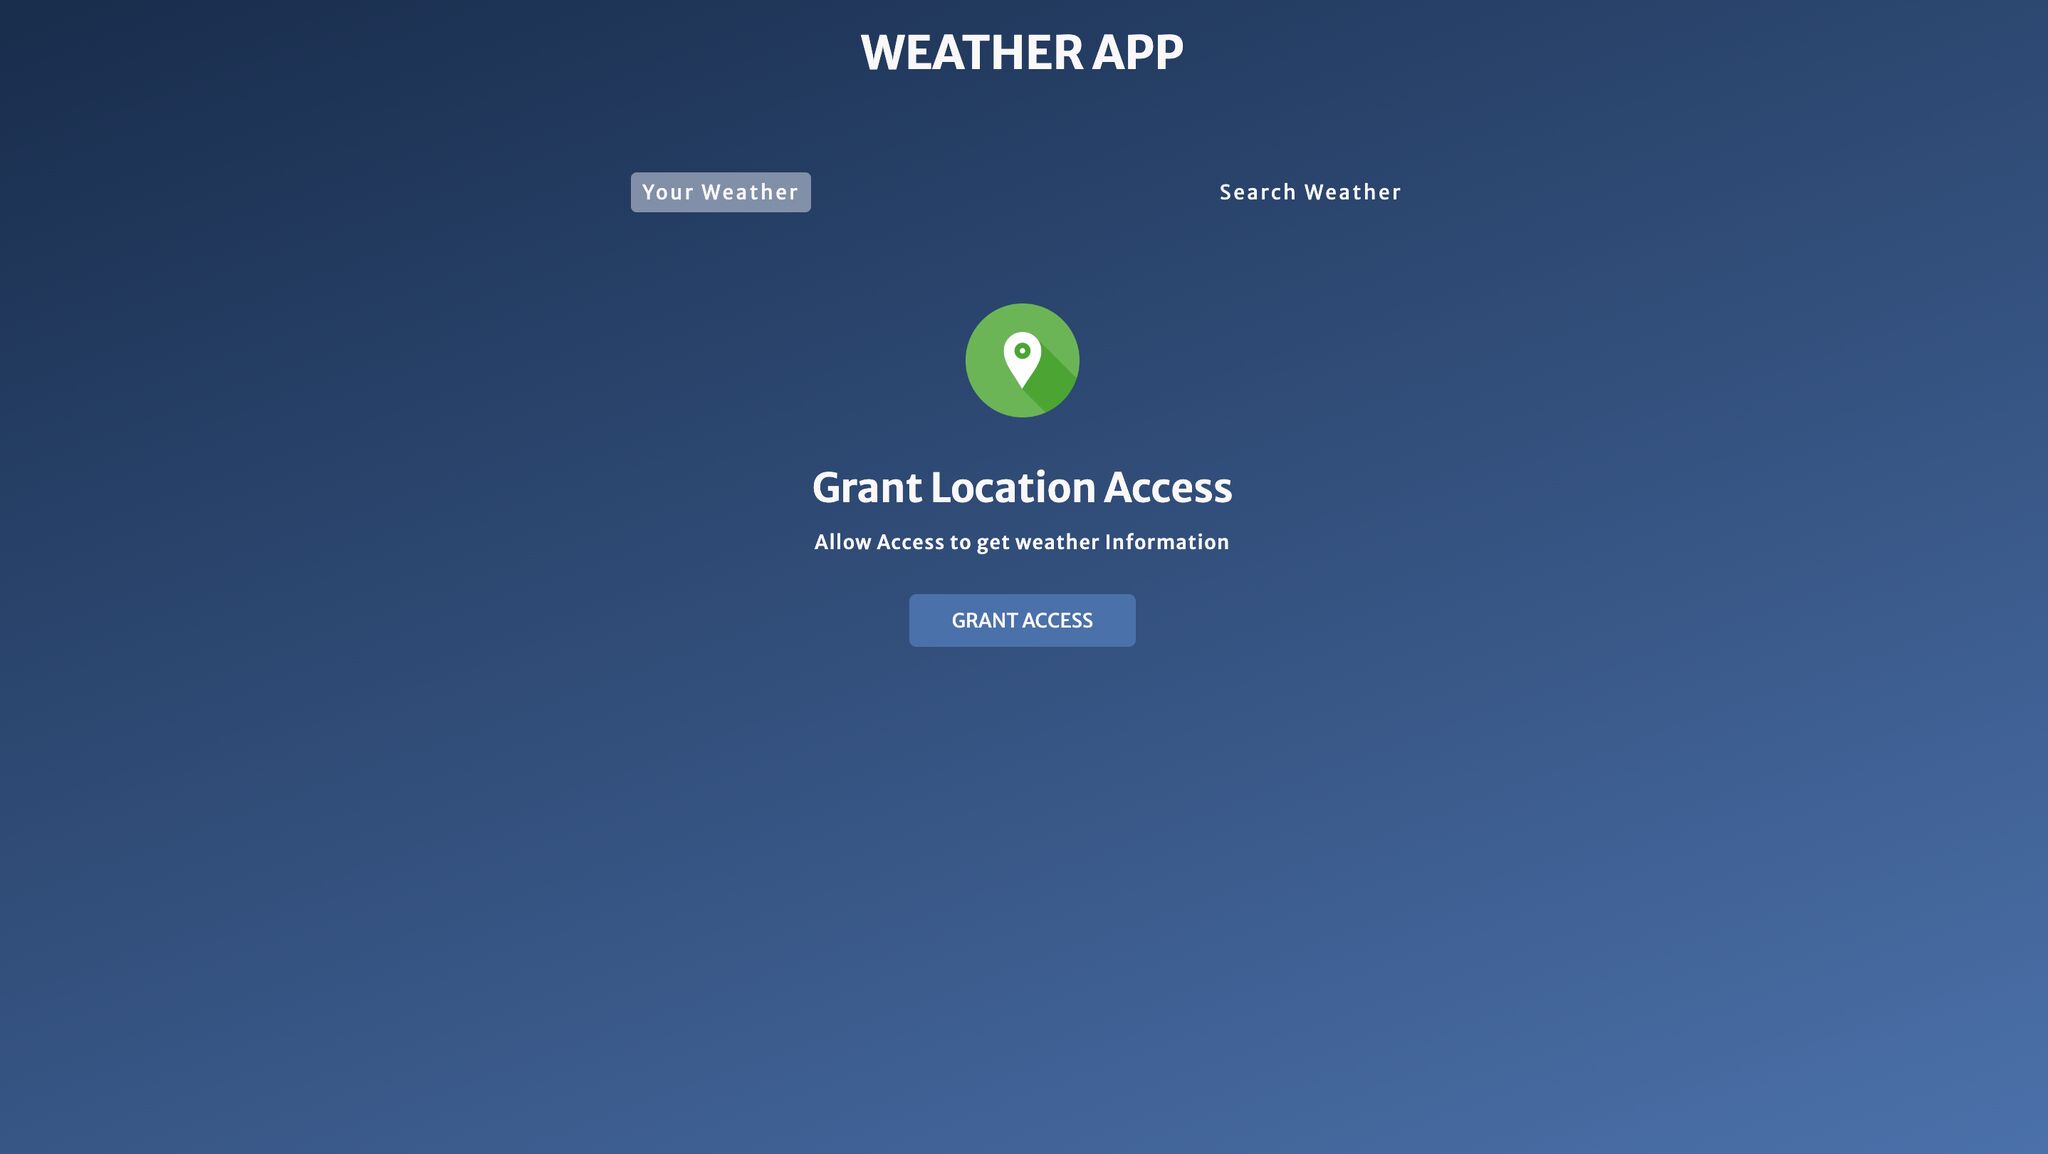 WEATHER APP
Your Weather
Search Weather
Grant Location Access
Allow Access to get weather Information
GRANT ACCESS